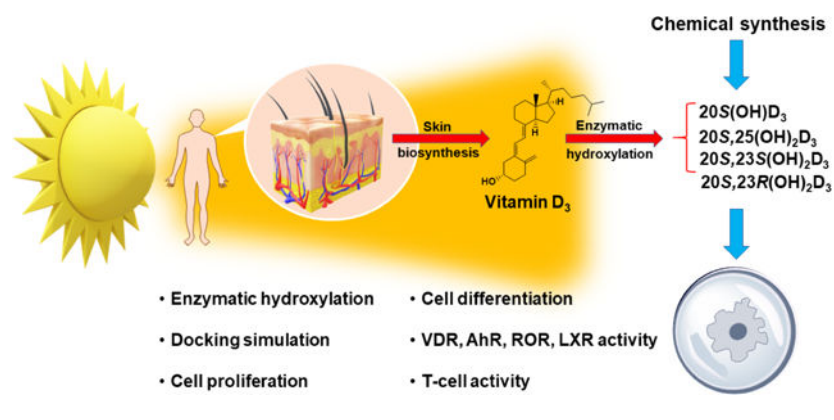 Chemical synthesis
Skin
biosynthesis
HO
H
H
Vitamin D₃
Enzymatic
hydroxylation
20S(OH)D₃
20S,25(OH)₂D₃
20S,23S(OH)₂D₃
20S,23R(OH)₂D₃
• Enzymatic hydroxylation
• Docking simulation
• Cell proliferation
• Cell differentiation
• VDR, AhR, ROR, LXR activity
• T-cell activity